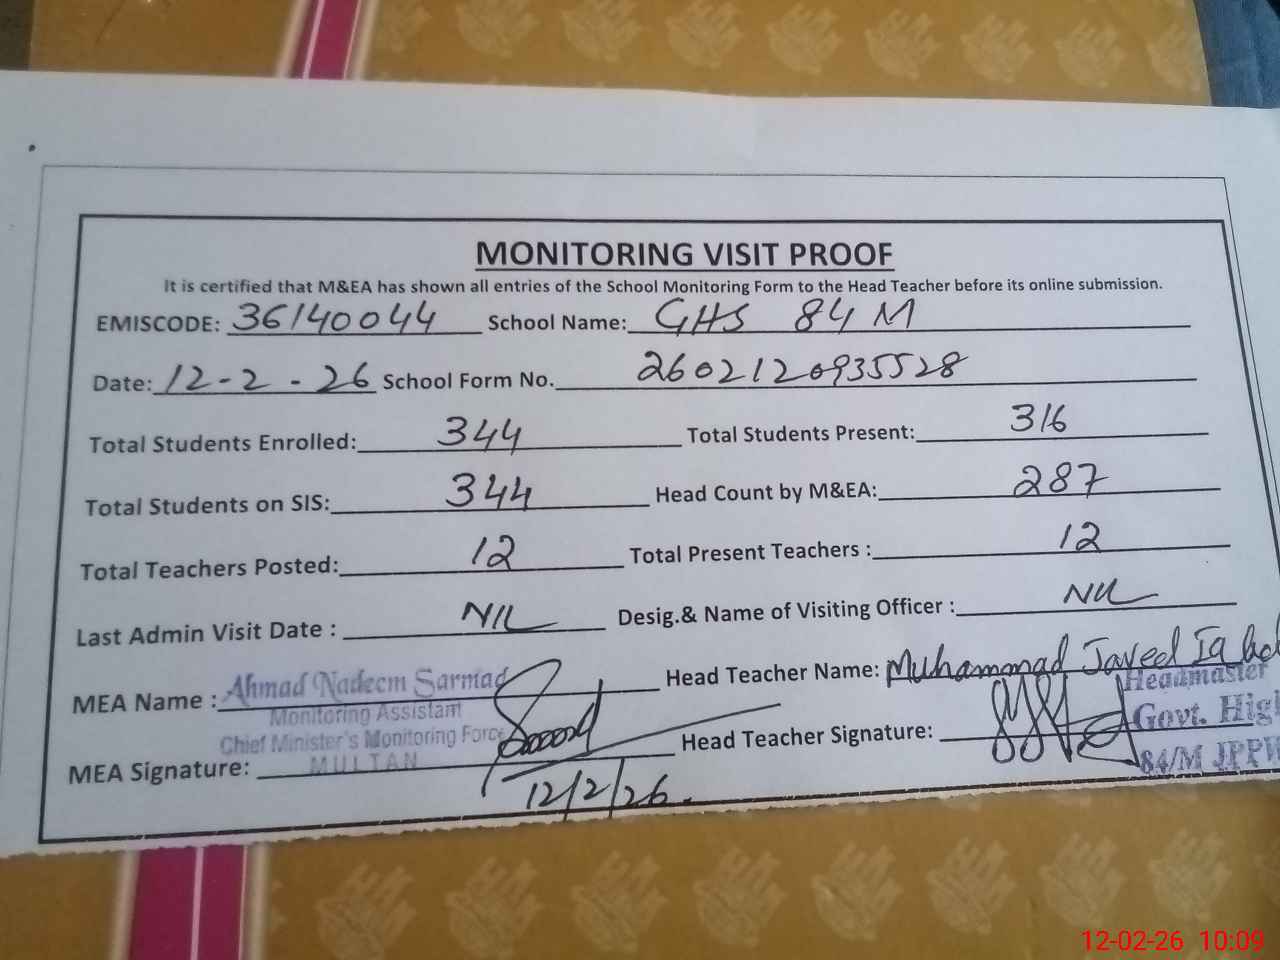 MONITORING VISIT PROOF
It is certified that M&EA has shown all entries of the School Monitoring Form to the Head Teacher before its online submission.
EMISCODE: 36140044 School Name: GHS 84 M
Date: 12-2-26 School Form No. 2602120935528
Total Students Enrolled: 344 Total Students Present: 316
Total Students on SIS: 344 Head Count by M&EA: 287
Total Teachers Posted: 12 Total Present Teachers : 12
Last Admin Visit Date : NIL Desig.& Name of Visiting Officer : NIL
MEA Name : Ahmad Nadeem Sarmad Head Teacher Name: Muhammad Javeed Iqbal
Monitoring Assistant Headmaster
Chief Minister's Monitoring Force Govt. High
MEA Signature: MULTAN Head Teacher Signature: 84/M JPPW
12/2/26.
12-02-26 10:09